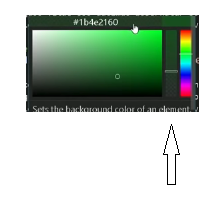 #1b4e2160
Sets the background color of an element.